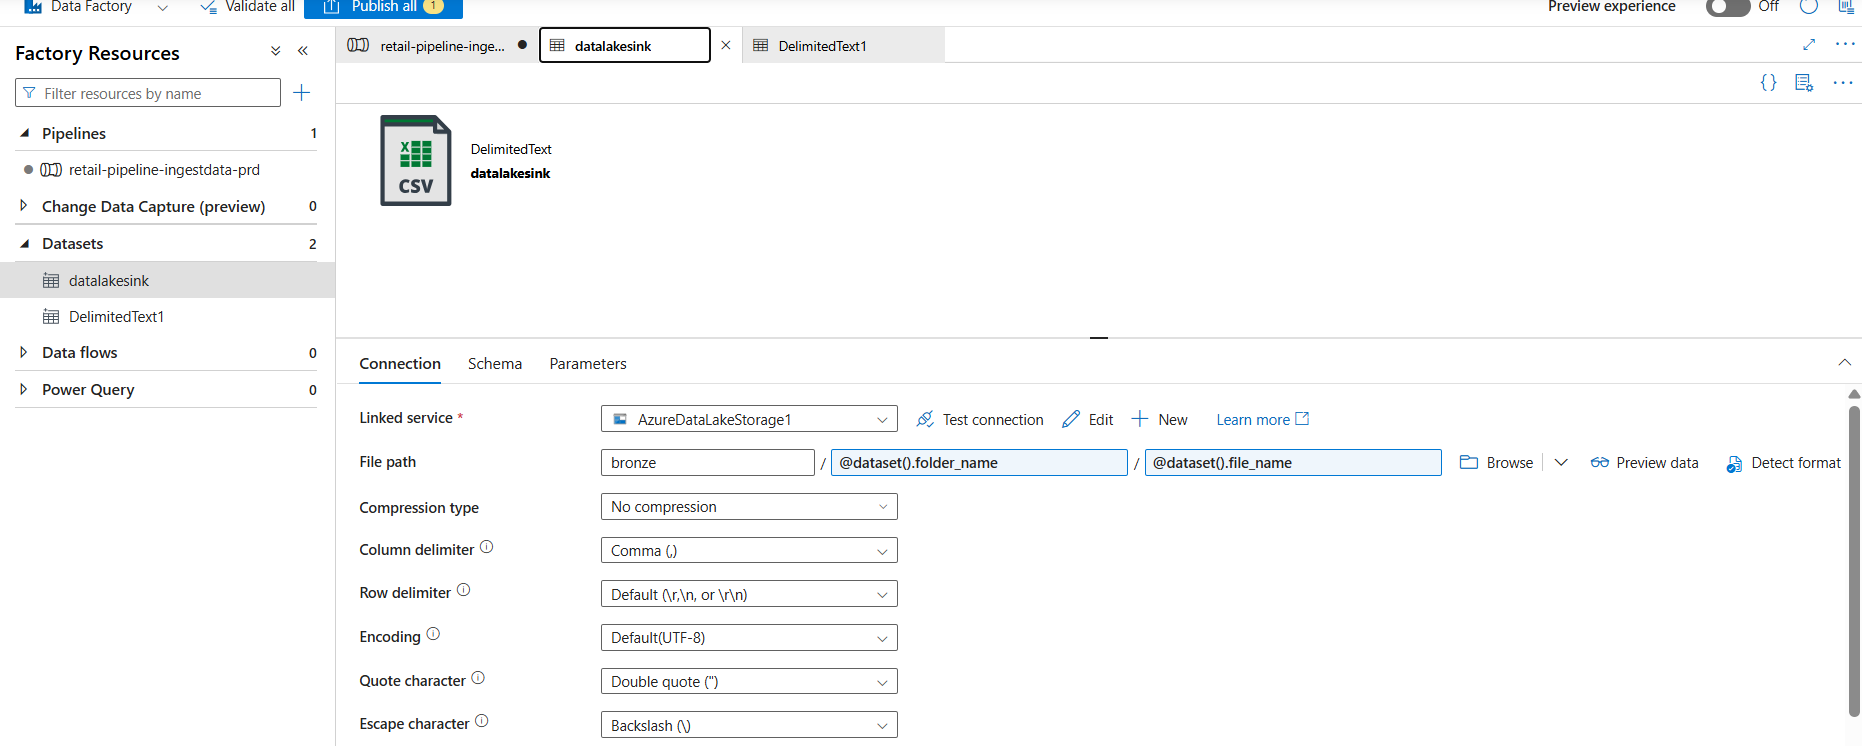 Data Factory
Validate all
Publish all 1
Preview experience
Off
Factory Resources
Filter resources by name
Pipelines 1
retail-pipeline-ingestdata-prd
Change Data Capture (preview) 0
Datasets 2
datalakesink
DelimitedText1
Data flows 0
Power Query 0
retail-pipeline-inge...
datalakesink
DelimitedText1
{}
X
CSV
DelimitedText
datalakesink
Connection Schema Parameters
Linked service * AzureDataLakeStorage1 Test connection Edit New Learn more
File path bronze / @dataset().folder_name / @dataset().file_name Browse Preview data Detect format
Compression type No compression
Column delimiter Comma (,)
Row delimiter Default (\r,\n, or \r\n)
Encoding Default(UTF-8)
Quote character Double quote (")
Escape character Backslash (\)